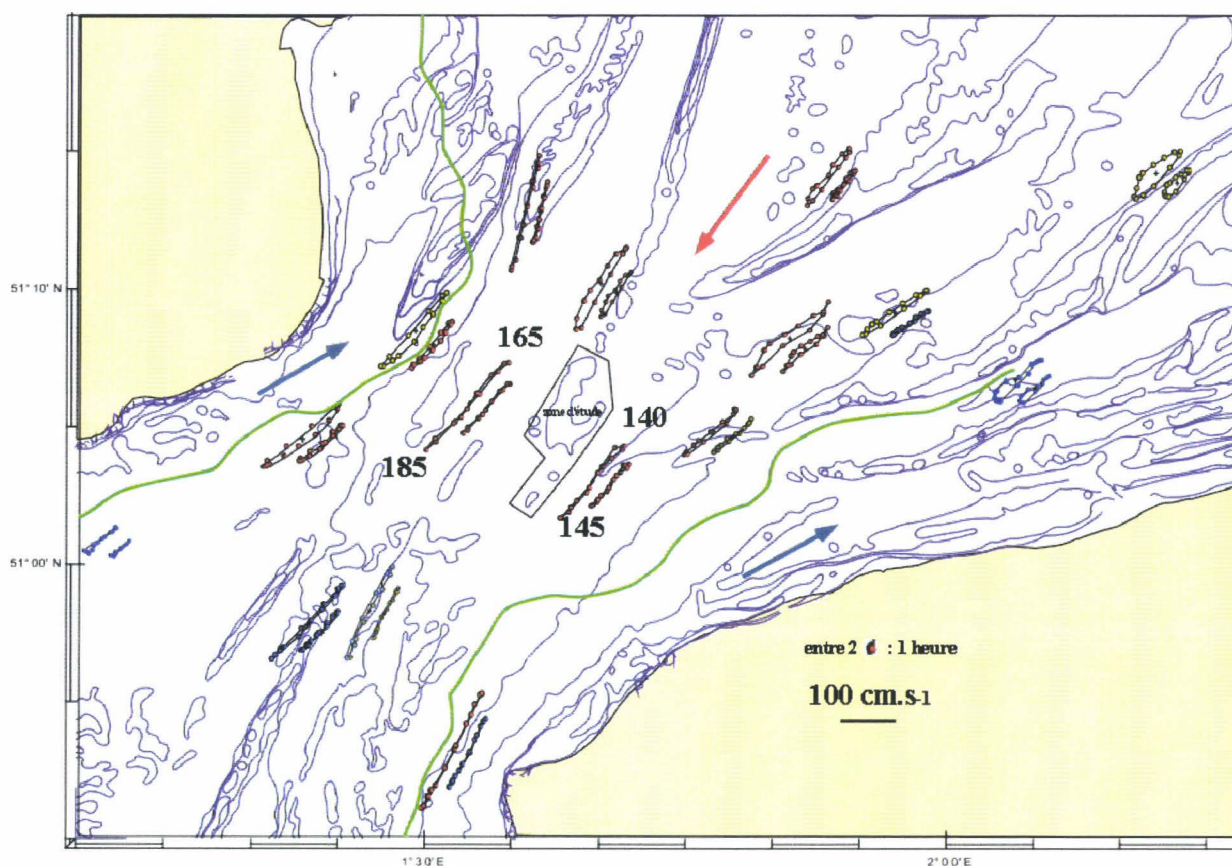 51° 10' N
165
zone d'étude
140
185
145
51° 00' N
entre 2 : 1 heure
100 cm.s-1
1° 30' E
2° 00' E